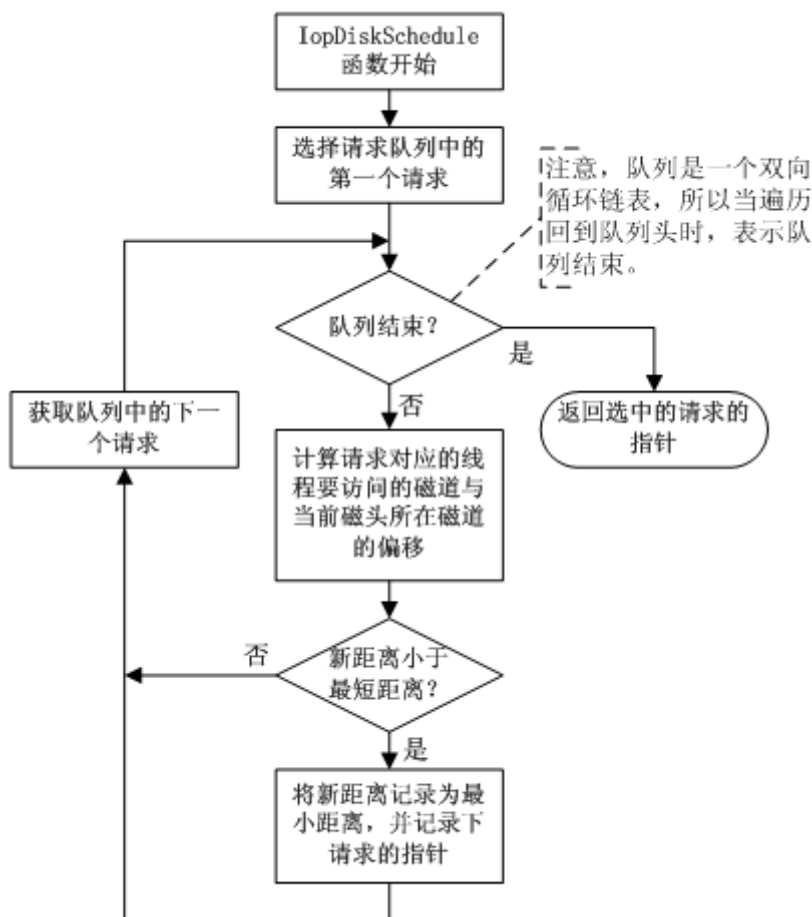 IopDiskSchedule
函数开始
选择请求队列中的
第一个请求
注意，队列是一个双向
循环链表，所以当遍历
回到队列头时，表示队
列结束。
队列结束？
是
否
获取队列中的下一
个请求
返回选中的请求的
指针
计算请求对应的线
程要访问的磁道与
当前磁头所在磁道
的偏移
否
新距离小于
最短距离？
是
将新距离记录为最
小距离，并记录下
请求的指针